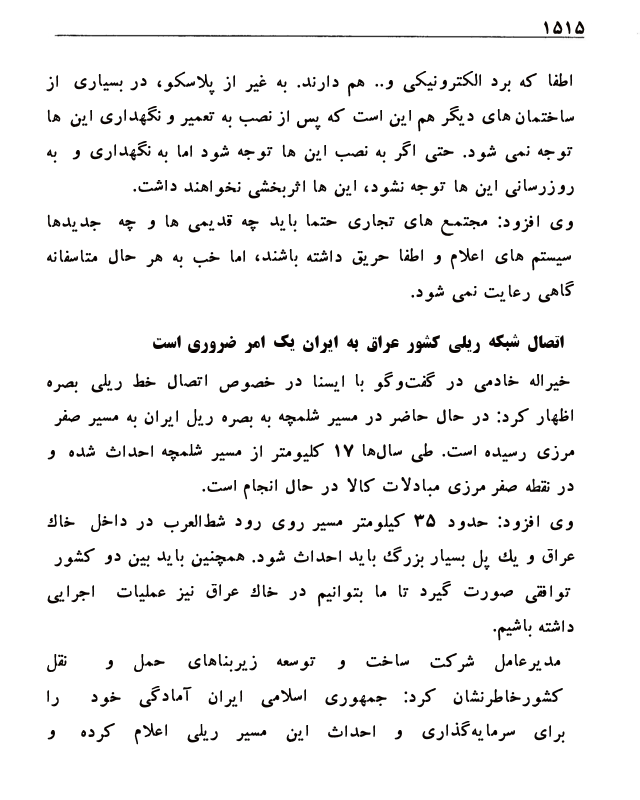 ۱۵۱۵
اطفا که برد الکترونیکی و.. هم دارند. به غیر از پلاسکو، در بسیاری از
ساختمان های دیگر هم این است که پس از نصب به تعمیر و نگهداری این ها
توجه نمی شود. حتی اگر به نصب این ها توجه شود اما به نگهداری و به
روزرسانی این ها توجه نشود، این ها اثربخشی نخواهند داشت.
وی افزود: مجتمع های تجاری حتما باید چه قدیمی ها و چه جدیدها
سیستم های اعلام و اطفا حریق داشته باشند، اما خب به هر حال متاسفانه
گاهی رعایت نمی شود.
اتصال شبکه ریلی کشور عراق به ایران یک امر ضروری است
خیراله خادمی در گفت‌وگو با ایسنا در خصوص اتصال خط ریلی بصره
اظهار کرد: در حال حاضر در مسیر شلمچه به بصره ریل ایران به مسیر صفر
مرزی رسیده است. طی سال‌ها ۱۷ کلیومتر از مسیر شلمچه احداث شده و
در نقطه صفر مرزی مبادلات کالا در حال انجام است.
وی افزود: حدود ۳۵ کیلومتر مسیر روی رود شط‌العرب در داخل خاك
عراق و يك پل بسیار بزرگ باید احداث شود. همچنین باید بین دو کشور
توافقی صورت گیرد تا ما بتوانیم در خاك عراق نیز عملیات اجرایی
داشته باشیم.
مدیرعامل شرکت ساخت و توسعه زیربناهای حمل و نقل
کشورخاطرنشان کرد: جمهوری اسلامی ایران آمادگی خود را
برای سرمایه‌گذاری و احداث این مسیر ریلی اعلام کرده و